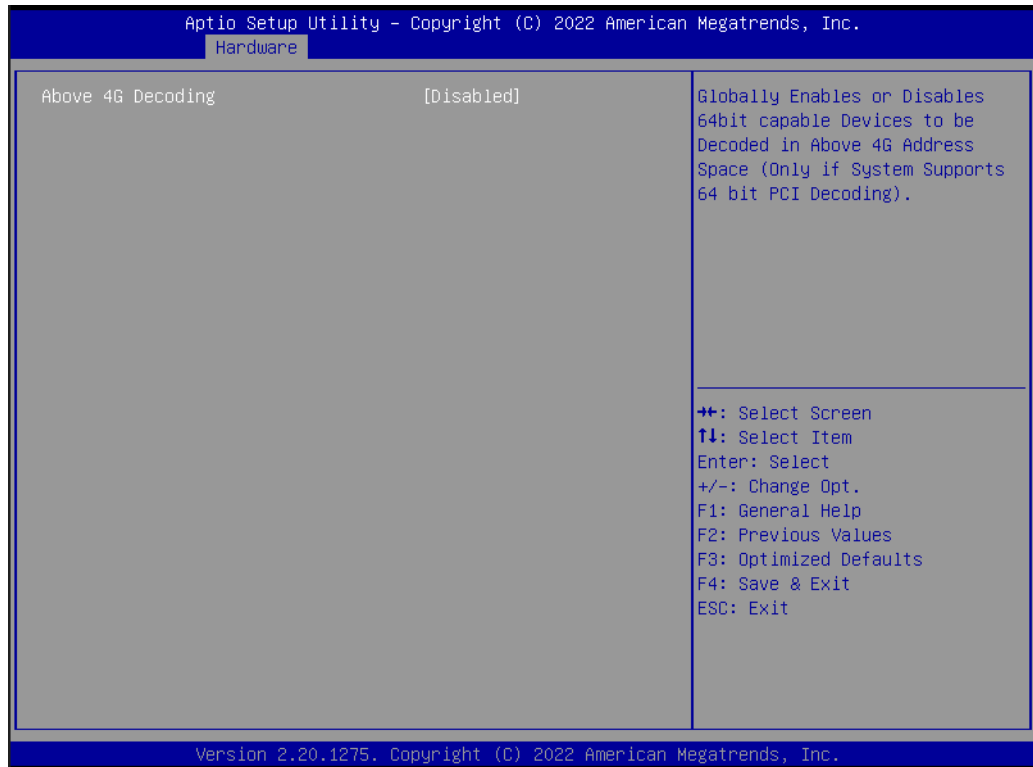 Aptio Setup Utility – Copyright (C) 2022 American Megatrends, Inc.
Hardware
Above 4G Decoding [Disabled]
Globally Enables or Disables
64bit capable Devices to be
Decoded in Above 4G Address
Space (Only if System Supports
64 bit PCI Decoding).
→←: Select Screen
↑↓: Select Item
Enter: Select
+/-: Change Opt.
F1: General Help
F2: Previous Values
F3: Optimized Defaults
F4: Save & Exit
ESC: Exit
Version 2.20.1275. Copyright (C) 2022 American Megatrends, Inc.